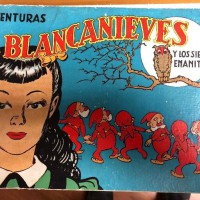 ENTURAS
BLANCANIEVES
Y LOS SIE
ENANIT